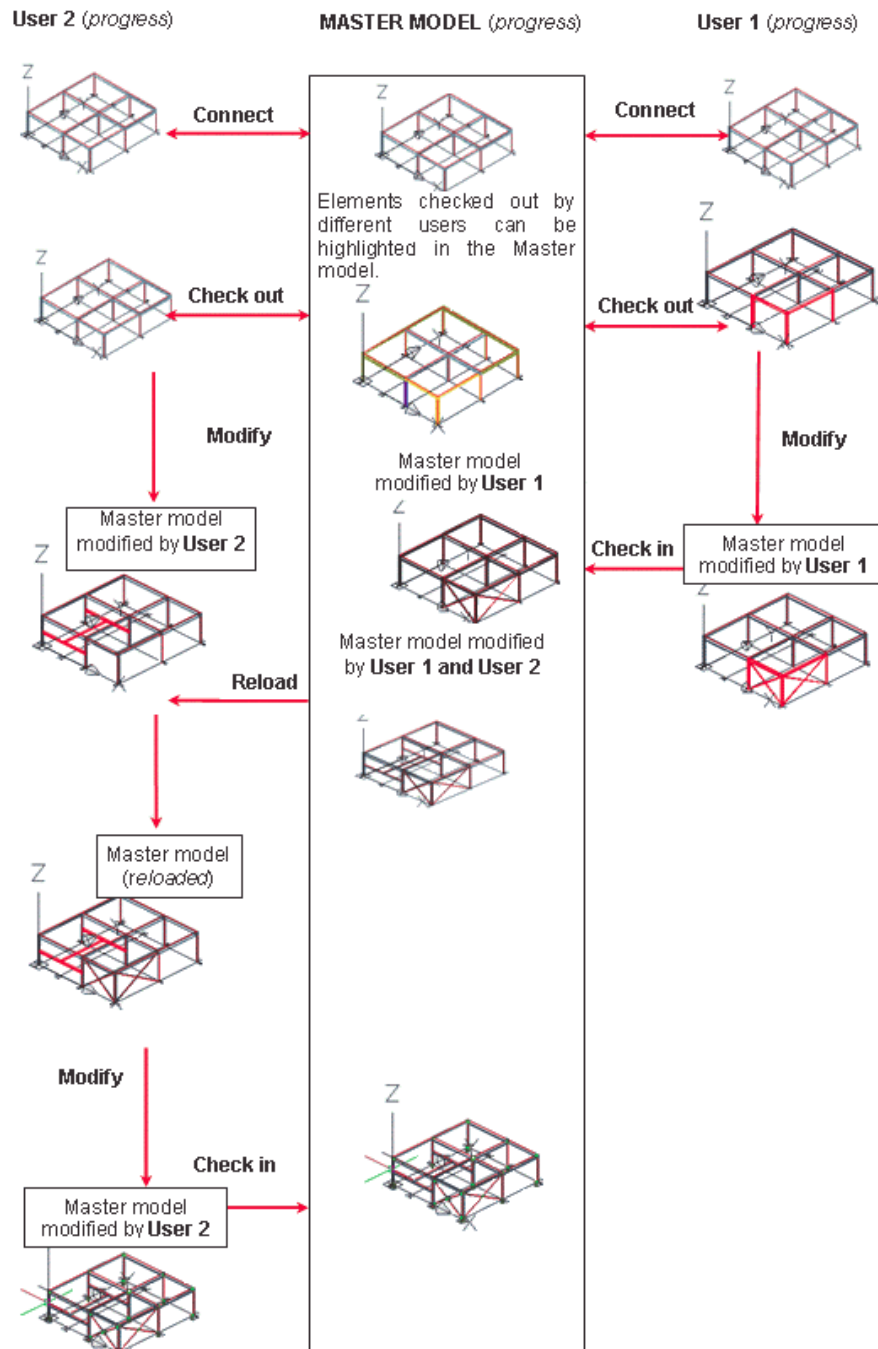 User 2 (progress)
MASTER MODEL (progress)
User 1 (progress)
Z
Z
Z
Connect
Connect
X
X
X
Elements checked out by
different users can be
highlighted in the Master
model.
Z
Z
Z
Check out
Check out
X
X
X
Modify
Modify
Master model
modified by User 1
Master model
modified by User 2
Z
Check in
Master model
modified by User 1
Z
Z
X
Master model modified
by User 1 and User 2
Reload
X
Z
Master model
(reloaded)
Z
X
Modify
Z
Check in
X
Master model
modified by User 2